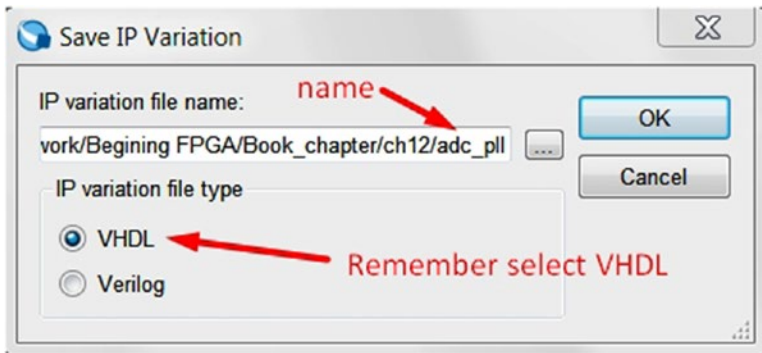 Save IP Variation
IP variation file name:
name
work/Begining FPGA/Book_chapter/ch12/adc_pll
...
OK
Cancel
IP variation file type
VHDL
Remember select VHDL
Verilog